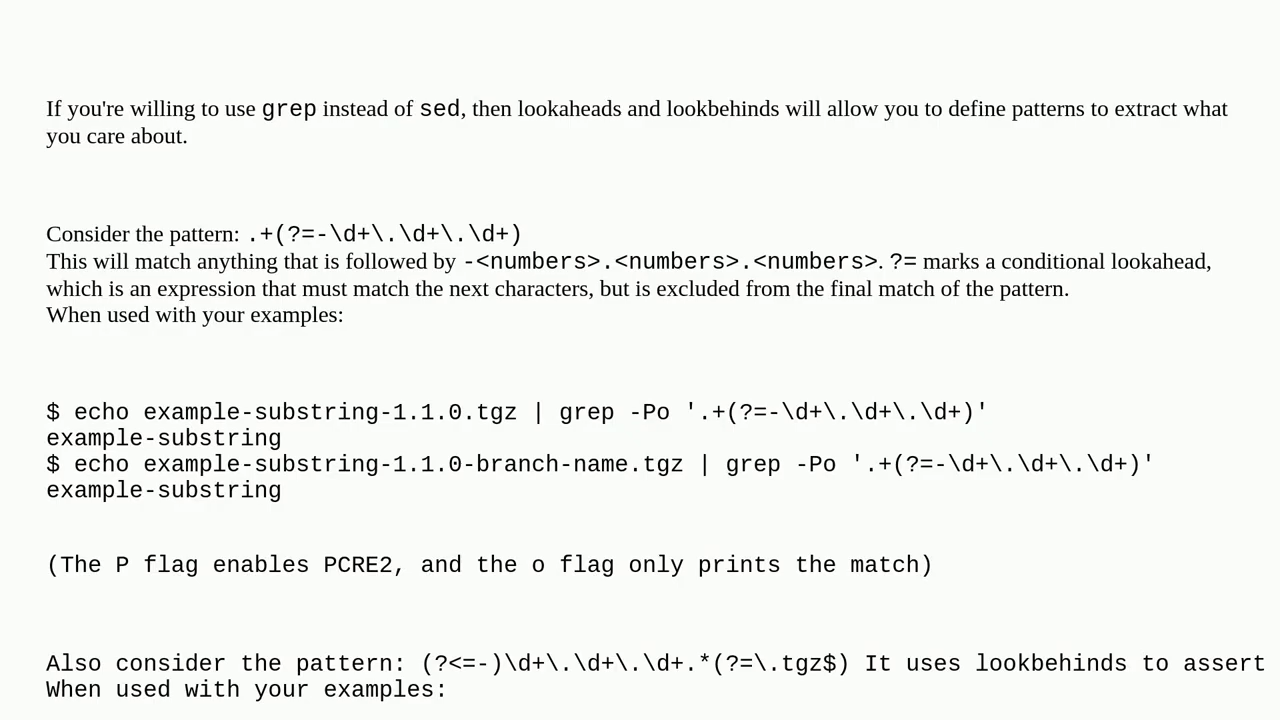 If you're willing to use grep instead of sed, then lookaheads and lookbehinds will allow you to define patterns to extract what
you care about.
Consider the pattern: .+(?=-\d+\.\d+\.\d+)
This will match anything that is followed by -<numbers>.<numbers>.<numbers>. ?= marks a conditional lookahead,
which is an expression that must match the next characters, but is excluded from the final match of the pattern.
When used with your examples:
$ echo example-substring-1.1.0.tgz | grep -Po '.+(?=-\d+\.\d+\.\d+)'
example-substring
$ echo example-substring-1.1.0-branch-name.tgz | grep -Po '.+(?=-\d+\.\d+\.\d+)'
example-substring
(The P flag enables PCRE2, and the o flag only prints the match)
Also consider the pattern: (?<=-)\d+\.\d+\.\d+.*(?=\.tgz$) It uses lookbehinds to assert
When used with your examples: